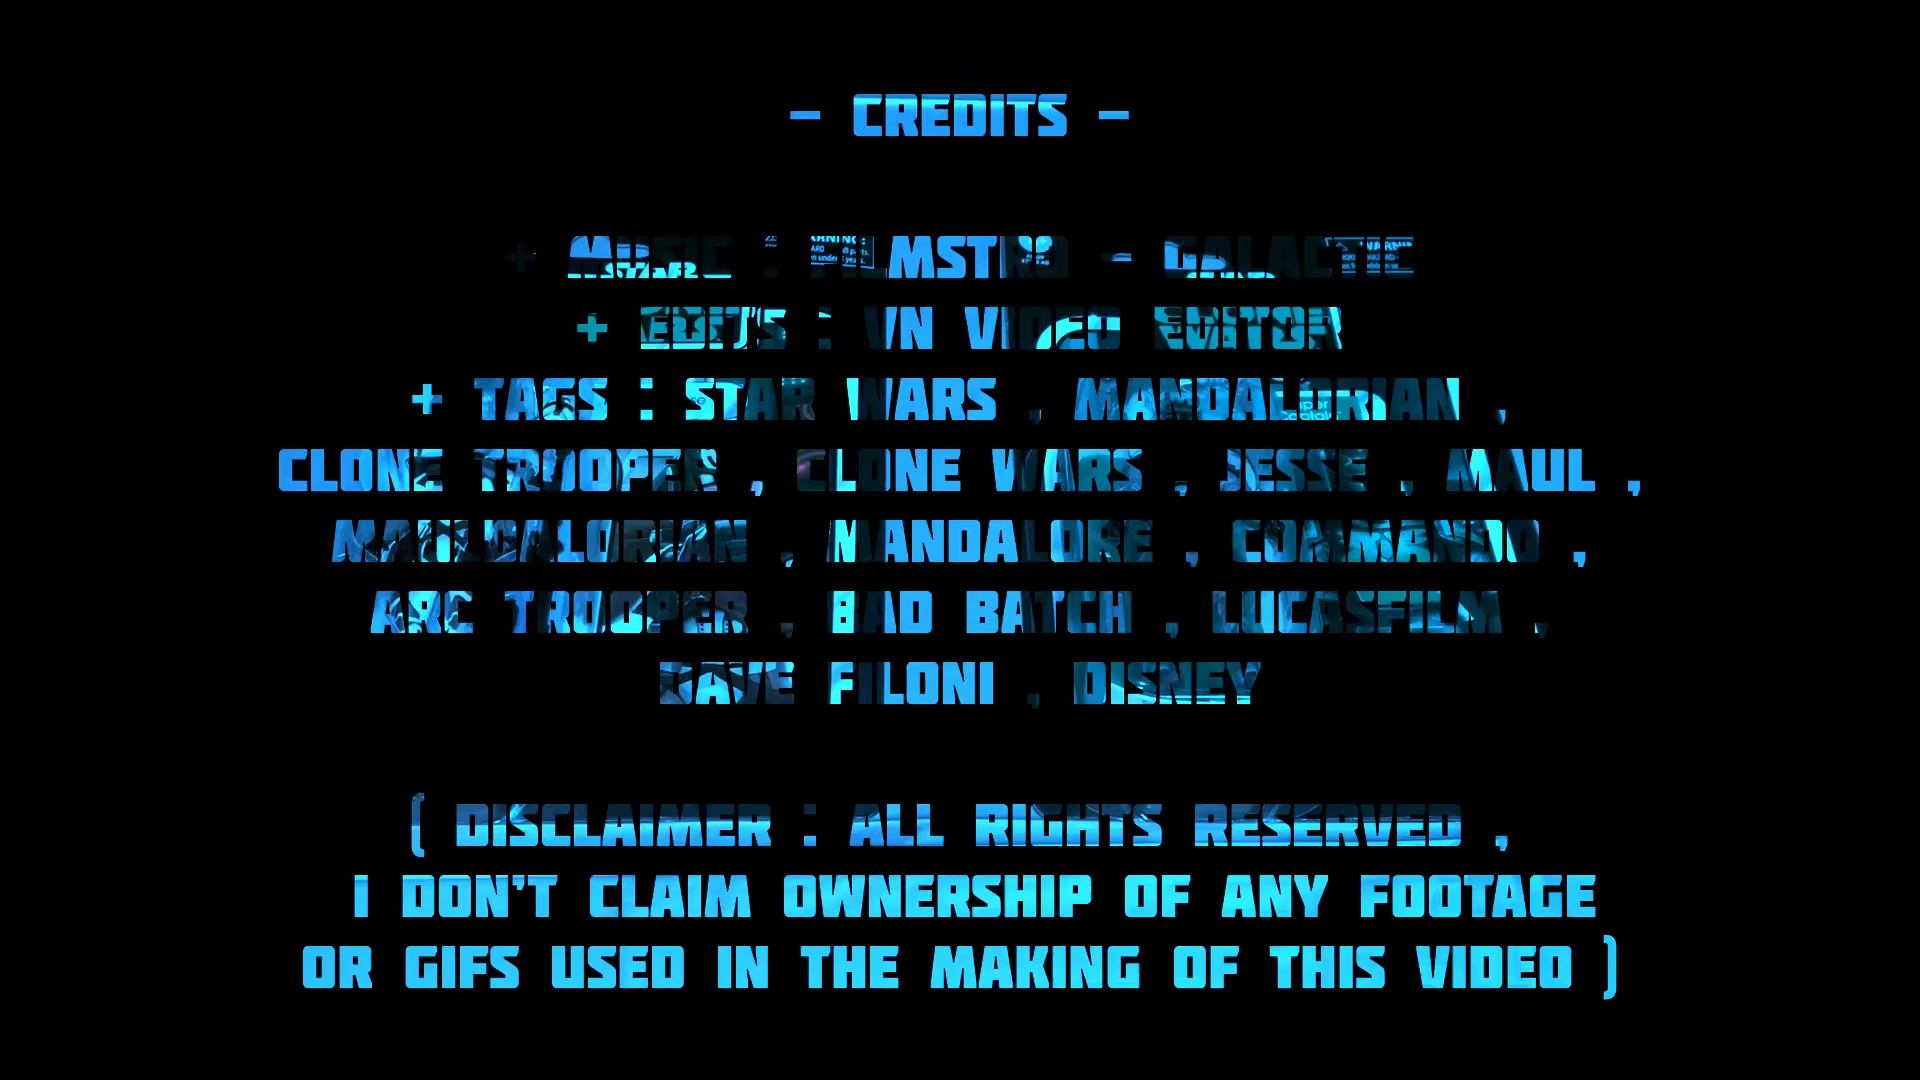 - CREDITS -
+ MUSIC : FILMSTRO - GALACTIC
+ EDITS : VN VIDEO EDITOR
+ TAGS : STAR WARS , MANDALORIAN ,
CLONE TROOPER , CLONE WARS , JESSE , MAUL ,
MAULDALORIAN , MANDALORE , COMMANDO ,
ARC TROOPER , BAD BATCH , LUCASFILM ,
DAVE FILONI , DISNEY
( DISCLAIMER : ALL RIGHTS RESERVED ,
I DON'T CLAIM OWNERSHIP OF ANY FOOTAGE
OR GIFS USED IN THE MAKING OF THIS VIDEO )